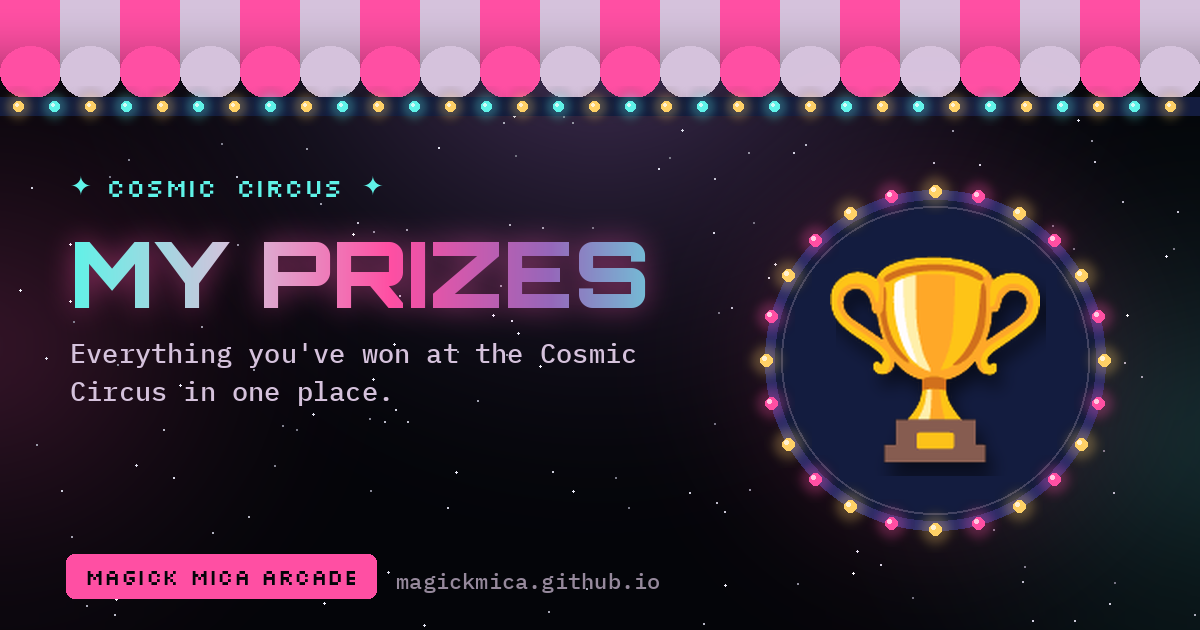 ✦ COSMIC CIRCUS ✦
MY PRIZES
Everything you've won at the Cosmic
Circus in one place.
MAGICK MICA ARCADE
magickmica.github.io